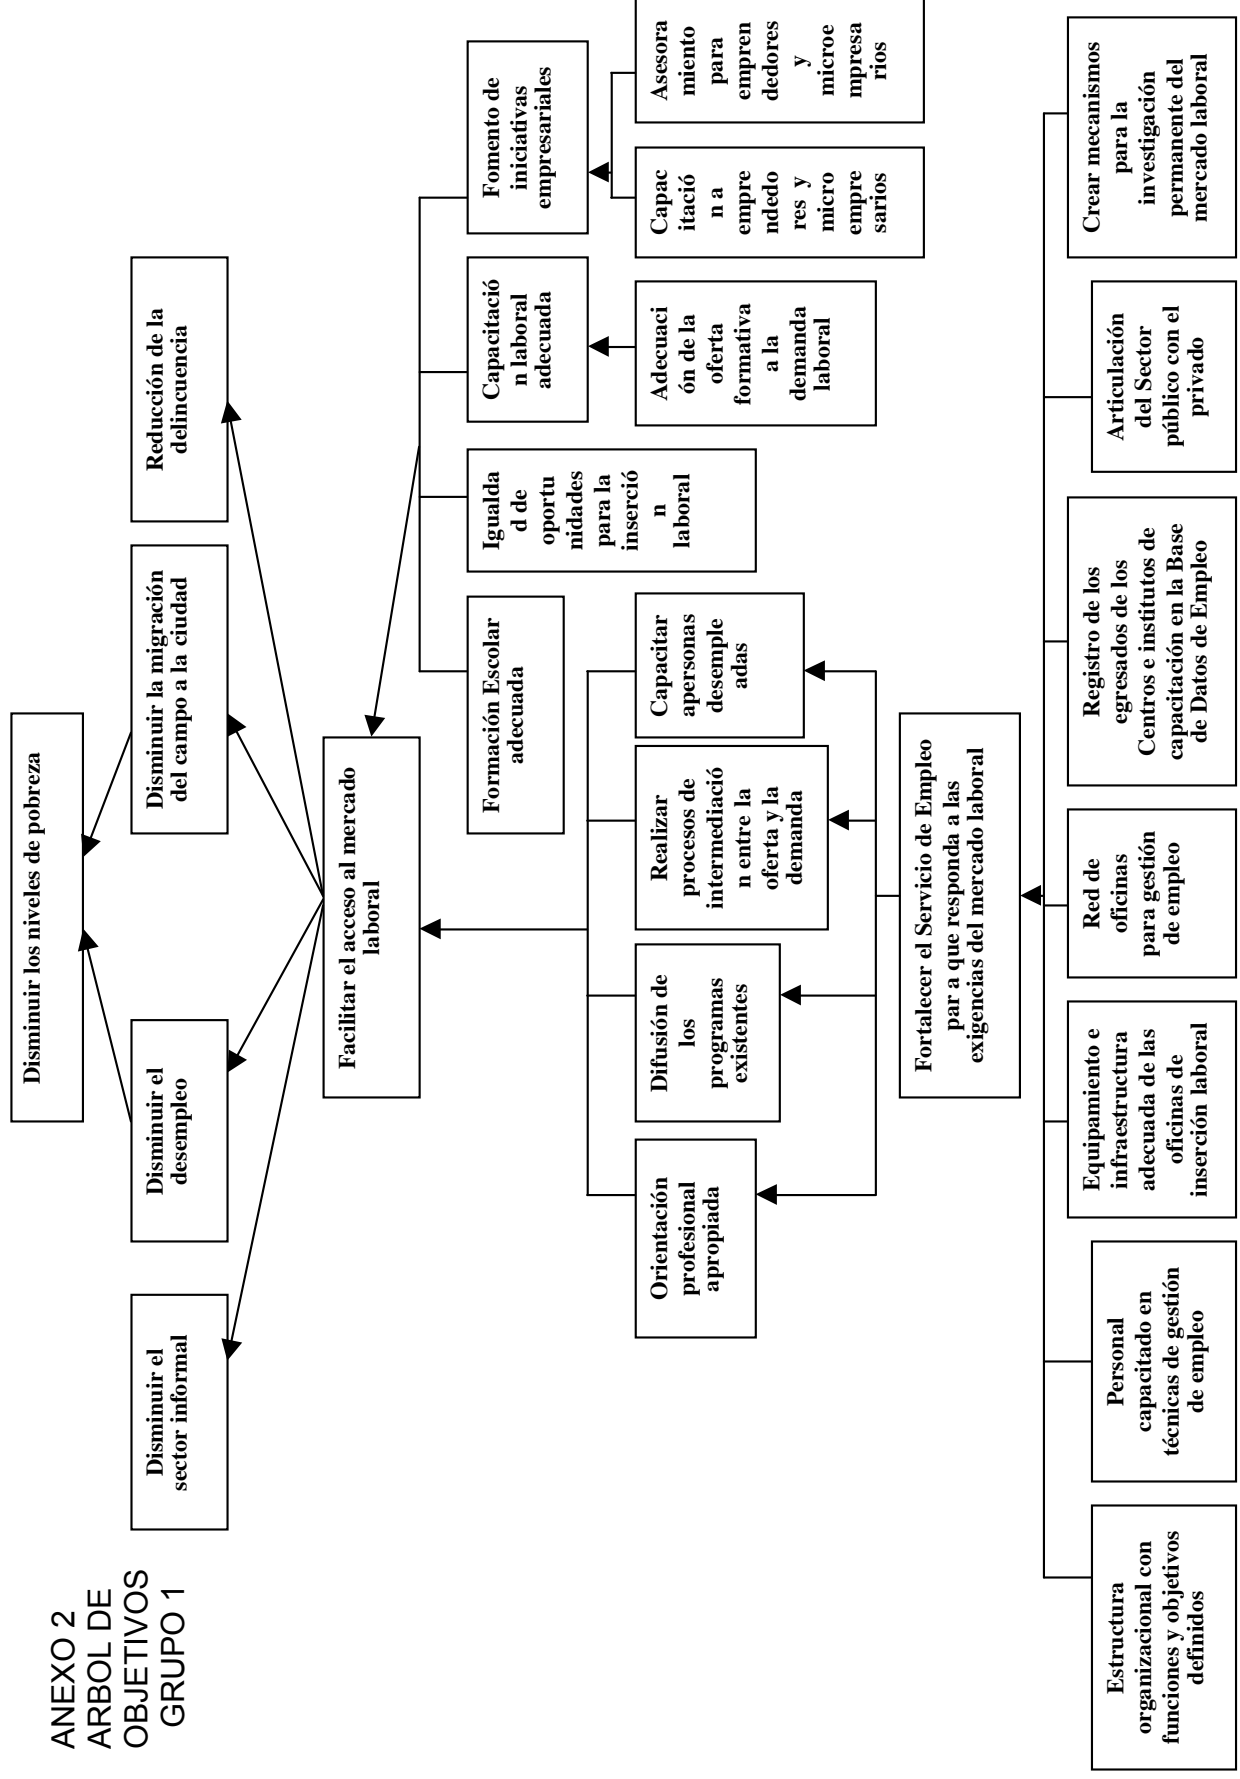 ANEXO 2
ARBOL DE
OBJETIVOS
GRUPO 1
Disminuir los niveles de pobreza
Disminuir el
sector informal
Disminuir el
desempleo
Disminuir la migración
del campo a la ciudad
Reducción de la
delincuencia
Facilitar el acceso al mercado
laboral
Formación Escolar
adecuada
Igualda
d de
oportu
nidades
para la
inserció
n
laboral
Capacitació
n laboral
adecuada
Fomento de
iniciativas
empresariales
Orientación
profesional
apropiada
Difusión de
los
programas
existentes
Realizar
procesos de
intermediació
n entre la
oferta y la
demanda
Capacitar
apersonas
desemple
adas
Adecuaci
ón de la
oferta
formativa
a la
demanda
laboral
Capac
itació
n a
empre
ndedo
res y
micro
empre
sarios
Asesora
miento
para
empren
dedores
y
microe
mpresa
rios
Fortalecer el Servicio de Empleo
par a que responda a las
exigencias del mercado laboral
Estructura
organizacional con
funciones y objetivos
definidos
Personal
capacitado en
técnicas de gestión
de empleo
Equipamiento e
infraestructura
adecuada de las
oficinas de
inserción laboral
Red de
oficinas
para gestión
de empleo
Registro de los
egresados de los
Centros e institutos de
capacitación en la Base
de Datos de Empleo
Articulación
del Sector
público con el
privado
Crear mecanismos
para la
investigación
permanente del
mercado laboral